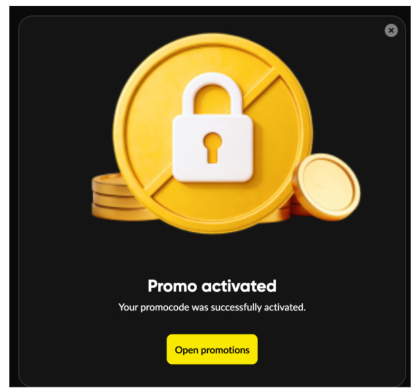 Promo activated
Your promocode was successfully activated.
Open promotions